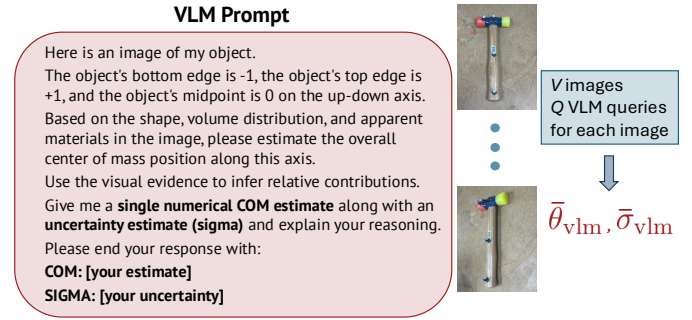 VLM Prompt
Here is an image of my object.
The object's bottom edge is -1, the object's top edge is
+1, and the object's midpoint is 0 on the up-down axis.
Based on the shape, volume distribution, and apparent
materials in the image, please estimate the overall
center of mass position along this axis.
Use the visual evidence to infer relative contributions.
Give me a single numerical COM estimate along with an
uncertainty estimate (sigma) and explain your reasoning.
Please end your response with:
COM: [your estimate]
SIGMA: [your uncertainty]
V images
Q VLM queries
for each image
θ̄vlm, σ̄vlm